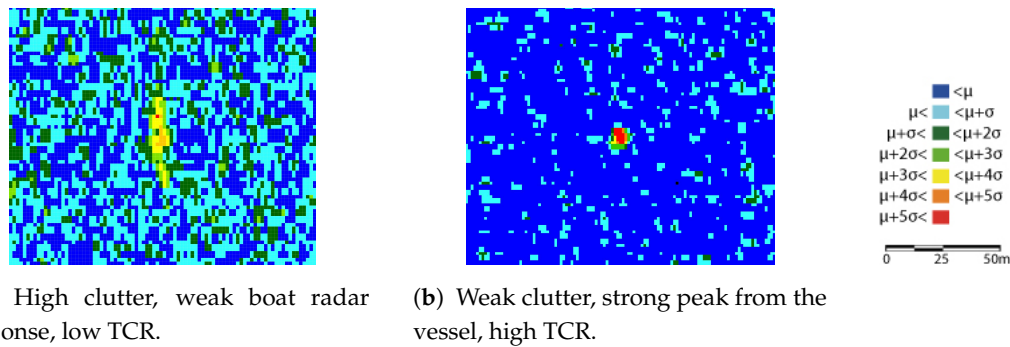 <μ
μ< <μ+σ
μ+σ< <μ+2σ
μ+2σ< <μ+3σ
μ+3σ< <μ+4σ
μ+4σ< <μ+5σ
μ+5σ<
0 25 50m
High clutter, weak boat radar
onse, low TCR.
(b) Weak clutter, strong peak from the
vessel, high TCR.